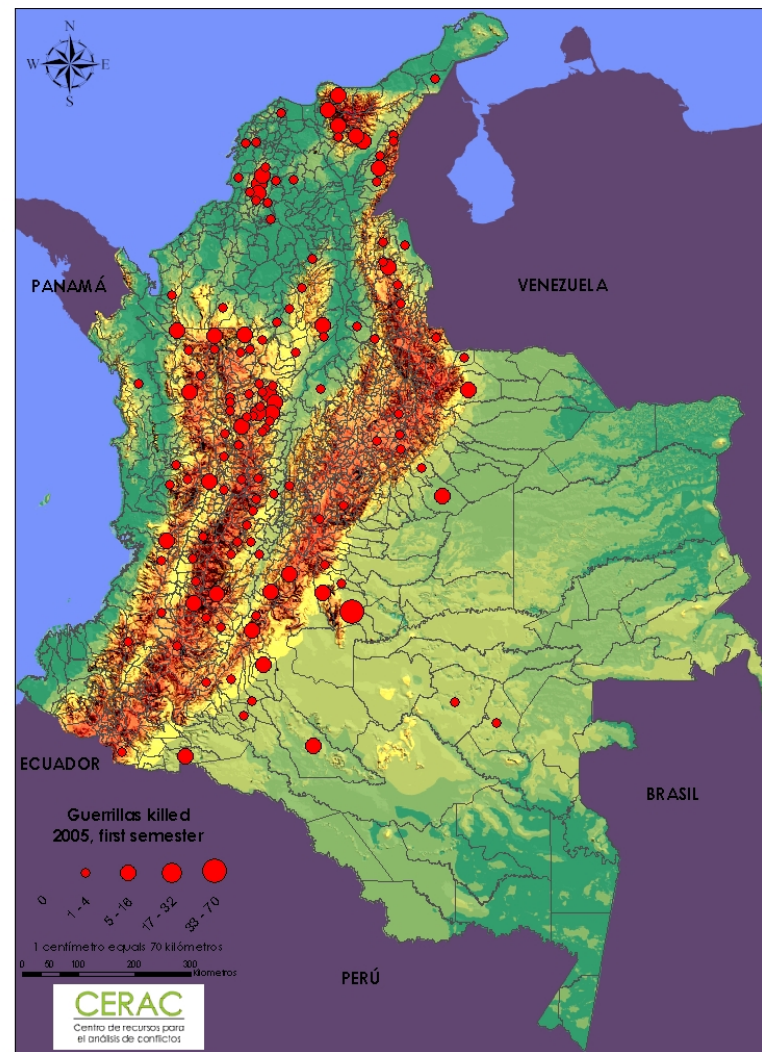 N
W E
S
PANAMÁ
VENEZUELA
ECUADOR
BRASIL
Guerrillas killed
2005, first semester
0 1 - 4 5 - 16 17 - 32 33 - 70
1 centímetro equals 70 kilómetros
0 50 100 200 300
Kilometros
PERÚ
CERAC
Centro de recursos para
el análisis de conflictos